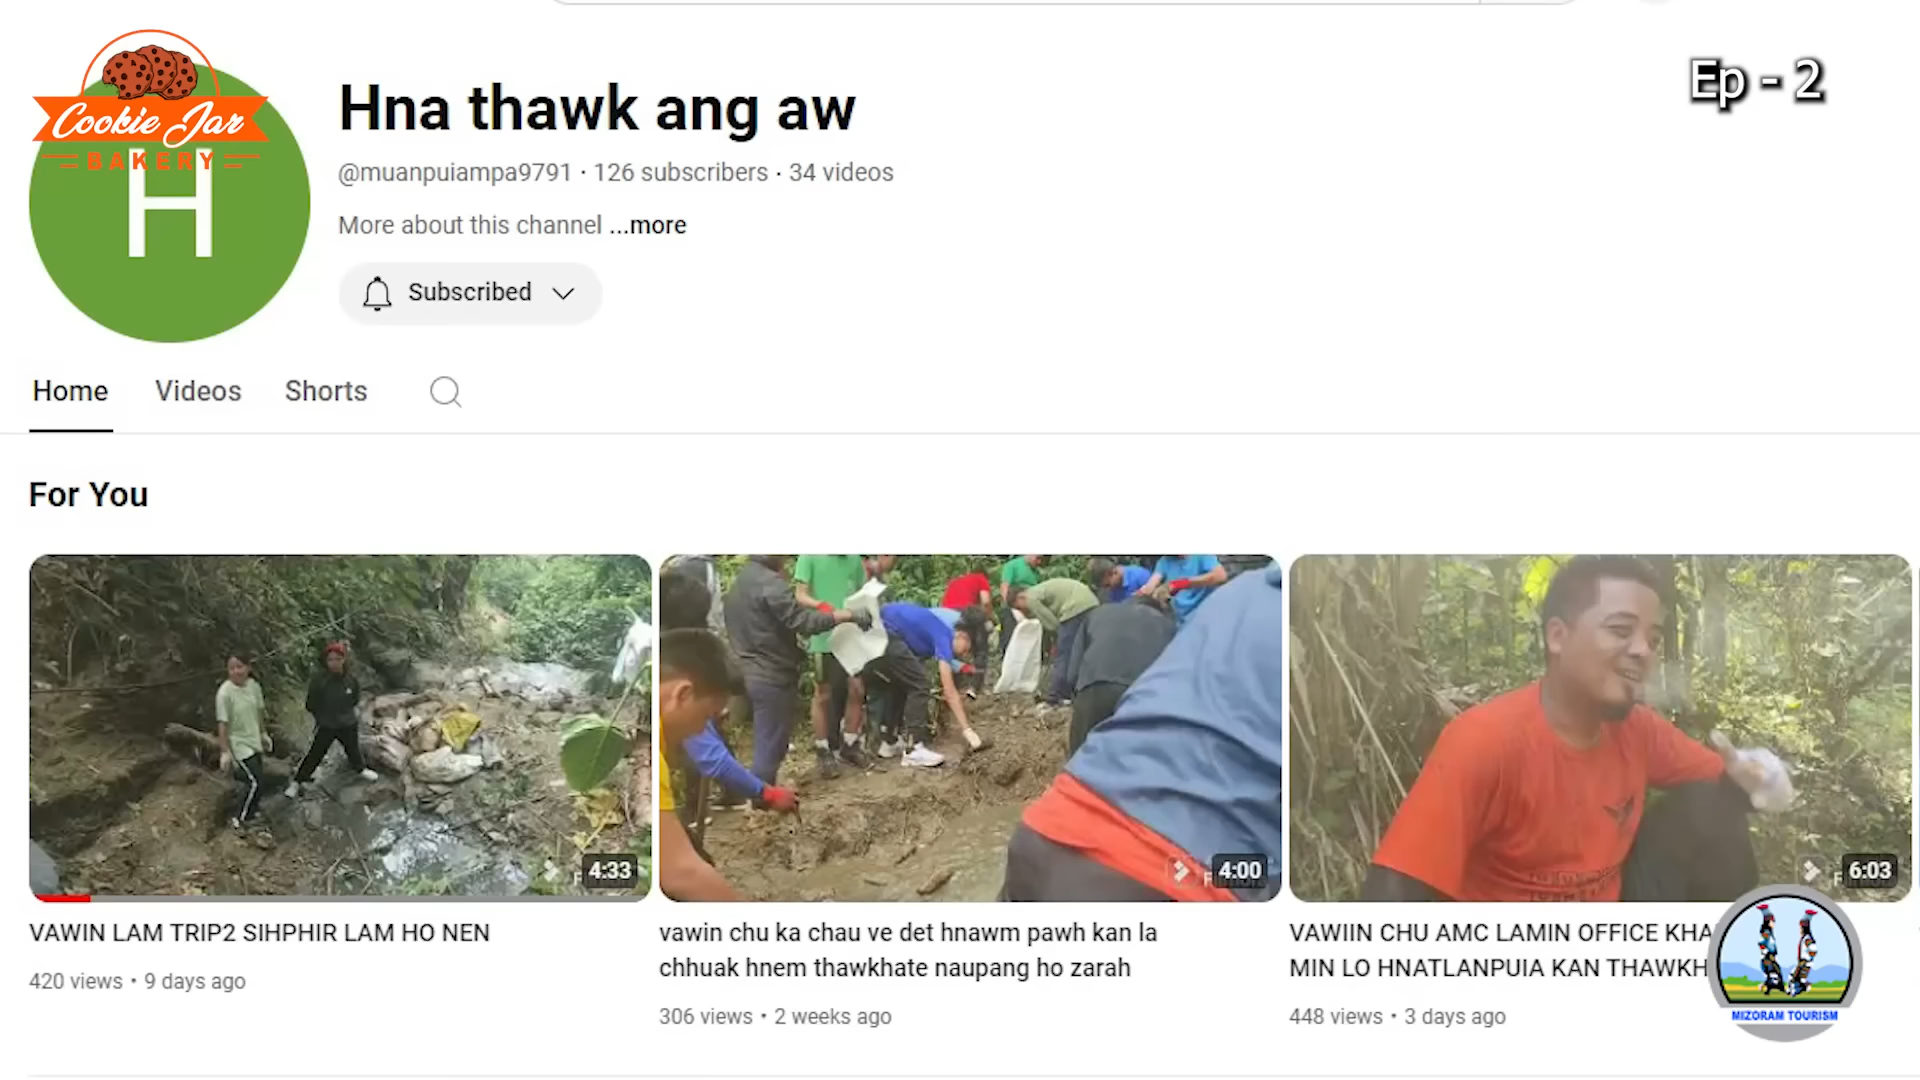 Cookie Jar
BAKERY
H
Ep - 2
Hna thawk ang aw
@muanpuiampa9791 · 126 subscribers · 34 videos
More about this channel ...more
Subscribed
Home Videos Shorts
For You
4:33
4:00
6:03
VAWIN LAM TRIP2 SIHPHIR LAM HO NEN
420 views • 9 days ago
vawin chu ka chau ve det hnawm pawh kan la
chhuak hnem thawkhate naupang ho zarah
306 views • 2 weeks ago
VAWIIN CHU AMC LAMIN OFFICE
MIN LO HNATLANPUIA KAN
448 views • 3 days ago
MIZORAM TOURISM